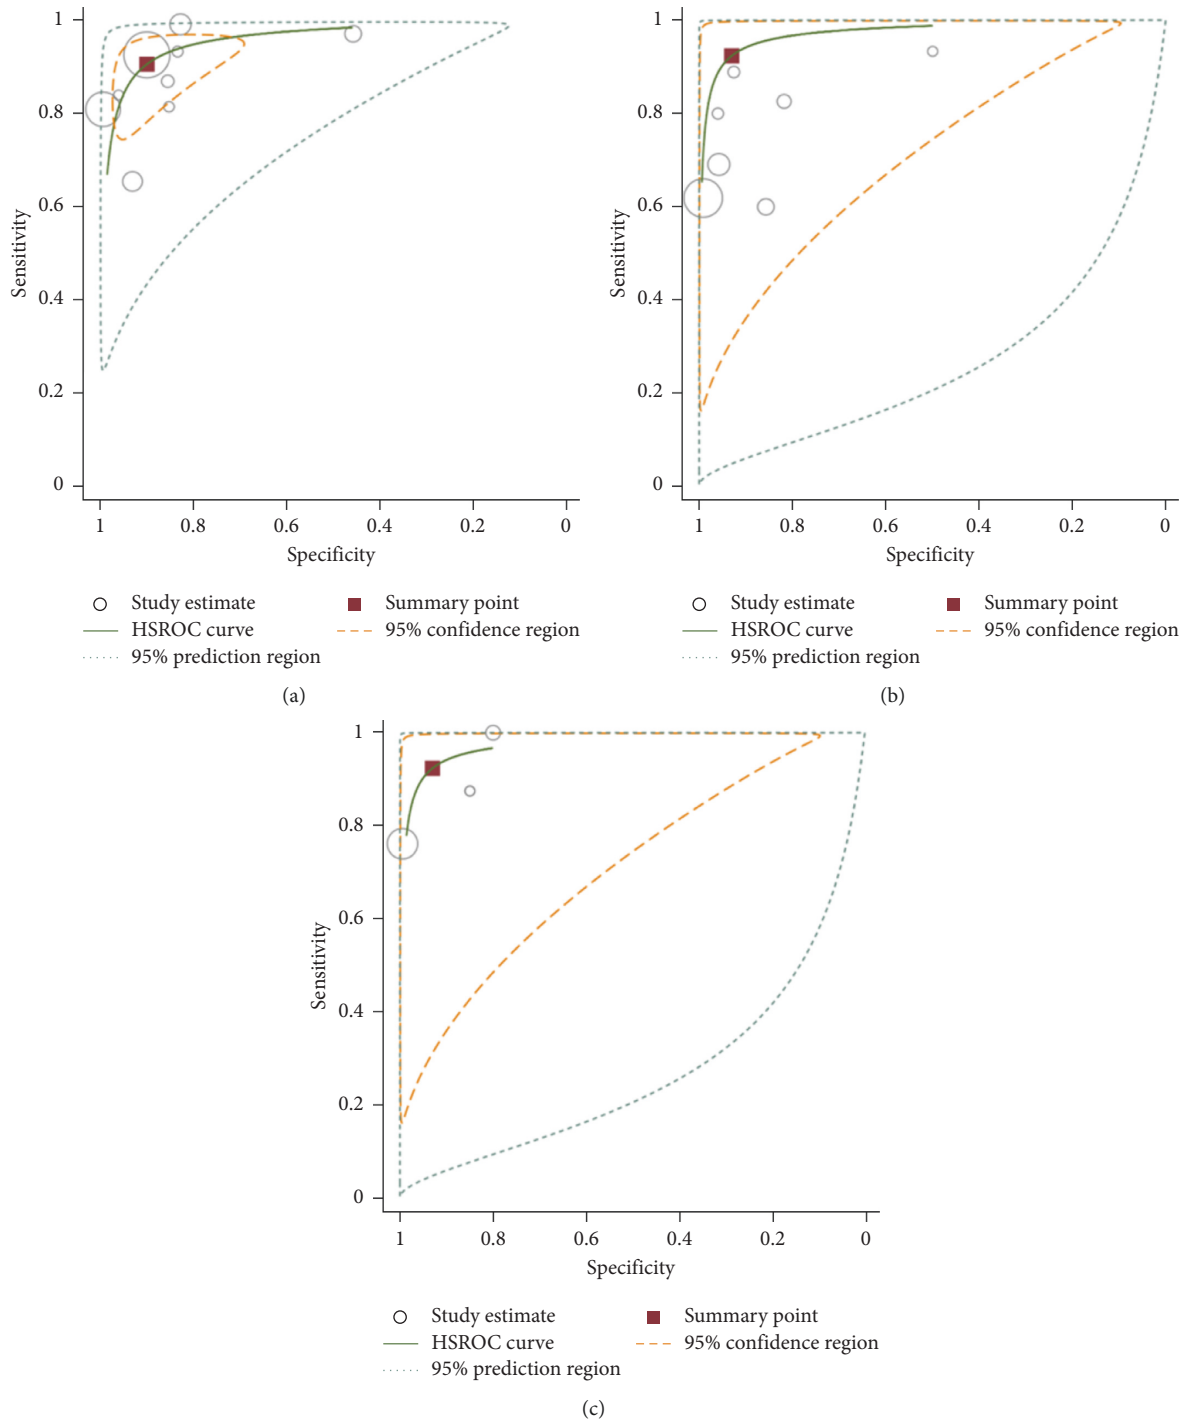 1
0.8
0.6
0.4
0.2
0
Sensitivity
1 0.8 0.6 0.4 0.2 0
Specificity
Study estimate Summary point
HSROC curve 95% confidence region
95% prediction region
(a)
1
0.8
0.6
0.4
0.2
0
Sensitivity
1 0.8 0.6 0.4 0.2 0
Specificity
Study estimate Summary point
HSROC curve 95% confidence region
95% prediction region
(b)
1
0.8
0.6
0.4
0.2
0
Sensitivity
1 0.8 0.6 0.4 0.2 0
Specificity
Study estimate Summary point
HSROC curve 95% confidence region
95% prediction region
(c)